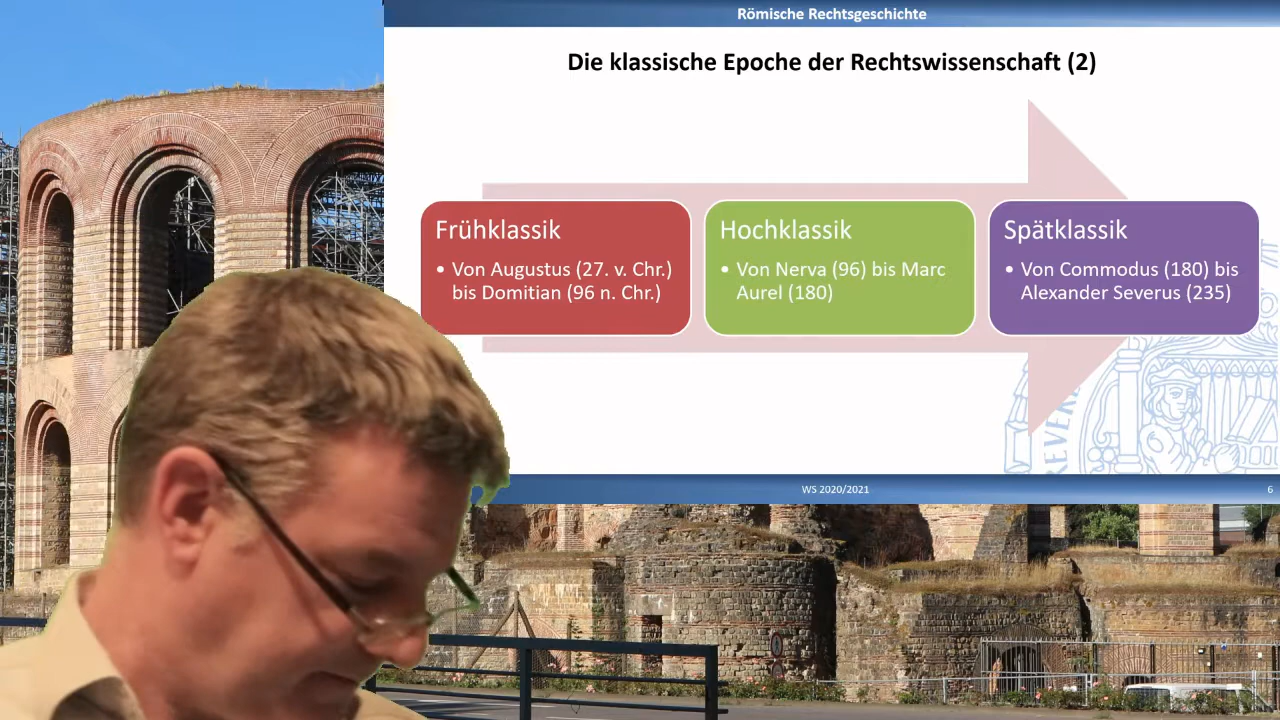 Römische Rechtsgeschichte
Die klassische Epoche der Rechtswissenschaft (2)
Frühklassik
• Von Augustus (27. v. Chr.)
bis Domitian (96 n. Chr.)
Hochklassik
• Von Nerva (96) bis Marc
Aurel (180)
Spätklassik
• Von Commodus (180) bis
Alexander Severus (235)
WS 2020/2021
6